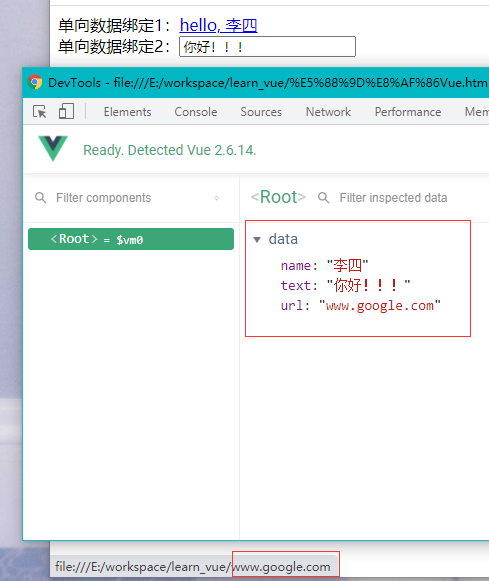 单向数据绑定1：hello, 李四
单向数据绑定2：你好！！！
DevTools - file:///E:/workspace/learn_vue/%E5%88%9D%E8%AF%86Vue.htm
Elements Console Sources Network Performance Mem
Ready. Detected Vue 2.6.14.
Filter components
<Root> Filter inspected data
<Root> = $vm0
data
name: "李四"
text: "你好！！！"
url: "www.google.com"
file:///E:/workspace/learn_vue/www.google.com